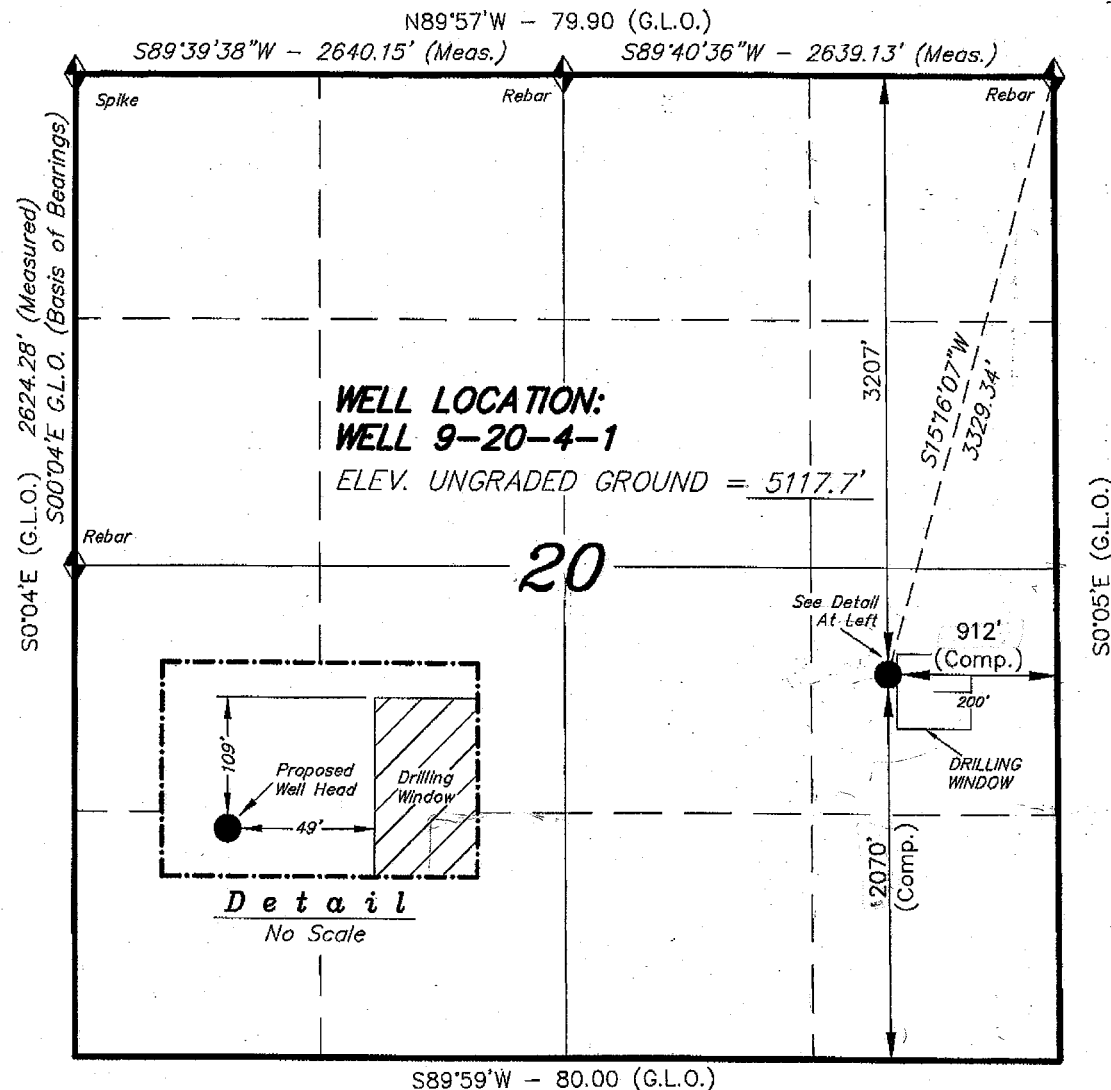 N89°57'W - 79.90 (G.L.O.)
S89°39'38"W - 2640.15' (Meas.)
S89°40'36"W - 2639.13' (Meas.)
Spike
Rebar
Rebar
S0°04'E (G.L.O.) 2624.28' (Measured)
S00°04'E G.L.O. (Basis of Bearings)
3207'
S15°16'07"W
3329.34'
WELL LOCATION:
WELL 9-20-4-1
ELEV. UNGRADED GROUND = 5117.7'
Rebar
20
S0°05'E (G.L.O.)
See Detail
At Left
912'
(Comp.)
200'
DRILLING
WINDOW
109'
Proposed
Well Head
Drilling
Window
49'
2070'
(Comp.)
Detail
No Scale
S89°59'W - 80.00 (G.L.O.)